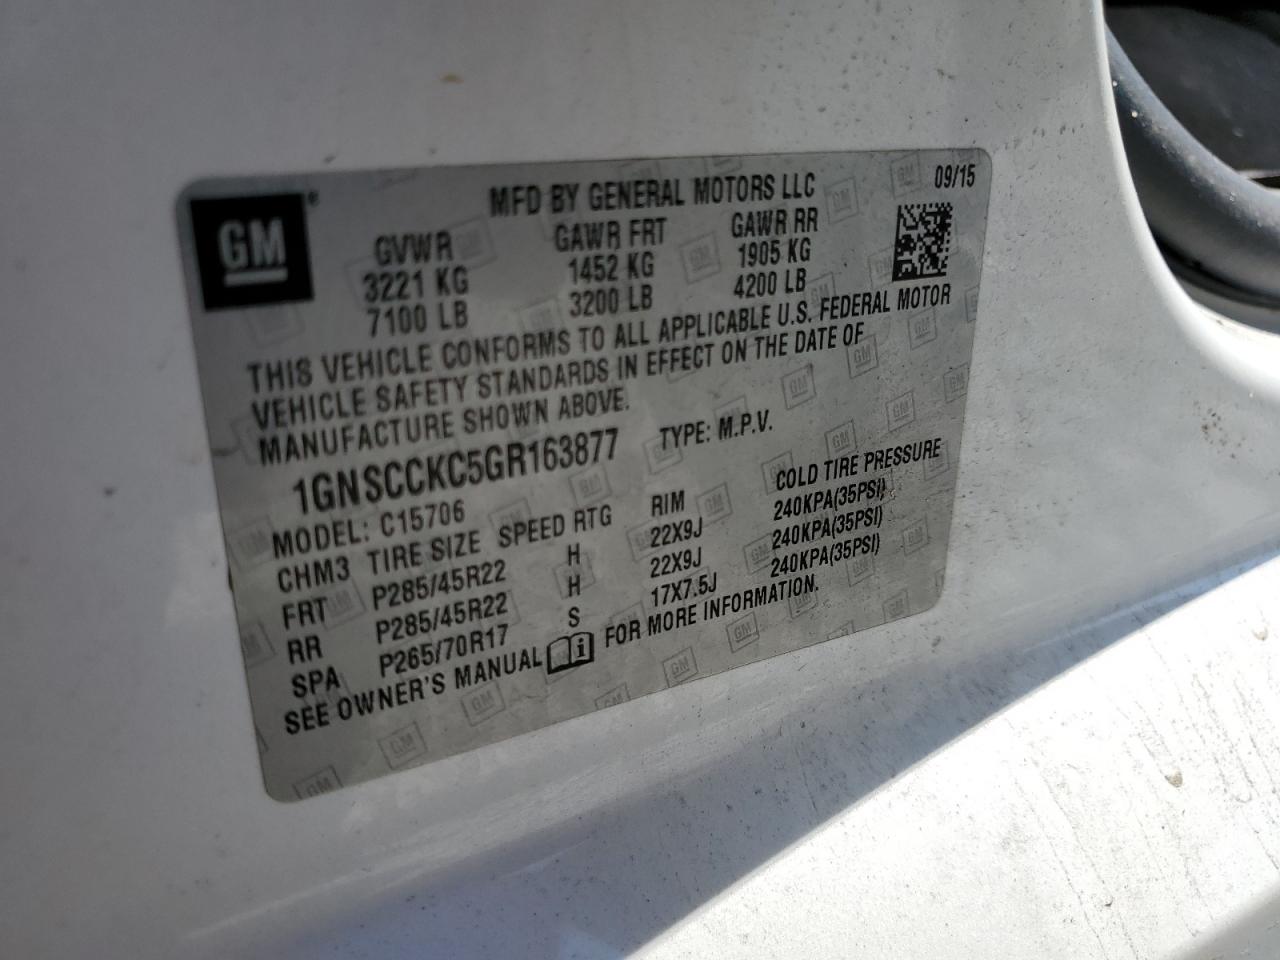 GM
MFD BY GENERAL MOTORS LLC 09/15
GVWR GAWR FRT GAWR RR
3221 KG 1452 KG 1905 KG
7100 LB 3200 LB 4200 LB
THIS VEHICLE CONFORMS TO ALL APPLICABLE U.S. FEDERAL MOTOR
VEHICLE SAFETY STANDARDS IN EFFECT ON THE DATE OF
MANUFACTURE SHOWN ABOVE.
1GNSCCKC5GR163877 TYPE: M.P.V.
MODEL: C15706
CHM3 TIRE SIZE SPEED RTG RIM COLD TIRE PRESSURE
FRT P285/45R22 H 22X9J 240KPA(35PSI)
RR P285/45R22 H 22X9J 240KPA(35PSI)
SPA P265/70R17 S 17X7.5J 240KPA(35PSI)
SEE OWNER'S MANUAL FOR MORE INFORMATION.